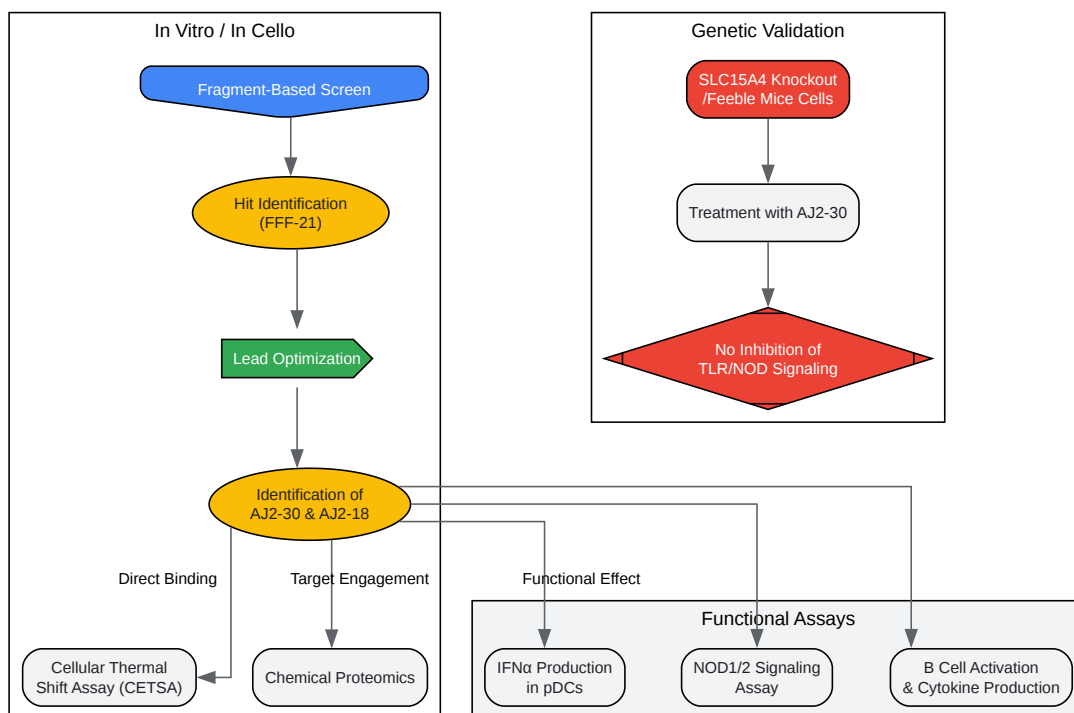 In Vitro / In Cello
Fragment-Based Screen
Hit Identification
(FFF-21)
Lead Optimization
Identification of
AJ2-30 & AJ2-18
Direct Binding
Target Engagement
Cellular Thermal
Shift Assay (CETSA)
Chemical Proteomics
Genetic Validation
SLC15A4 Knockout
/Feeble Mice Cells
Treatment with AJ2-30
No Inhibition of
TLR/NOD Signaling
Functional Effect
Functional Assays
IFNα Production
in pDCs
NOD1/2 Signaling
Assay
B Cell Activation
& Cytokine Production